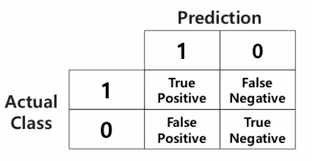 Prediction
1 0
Actual
Class
1 True
Positive False
Negative
0 False
Positive True
Negative